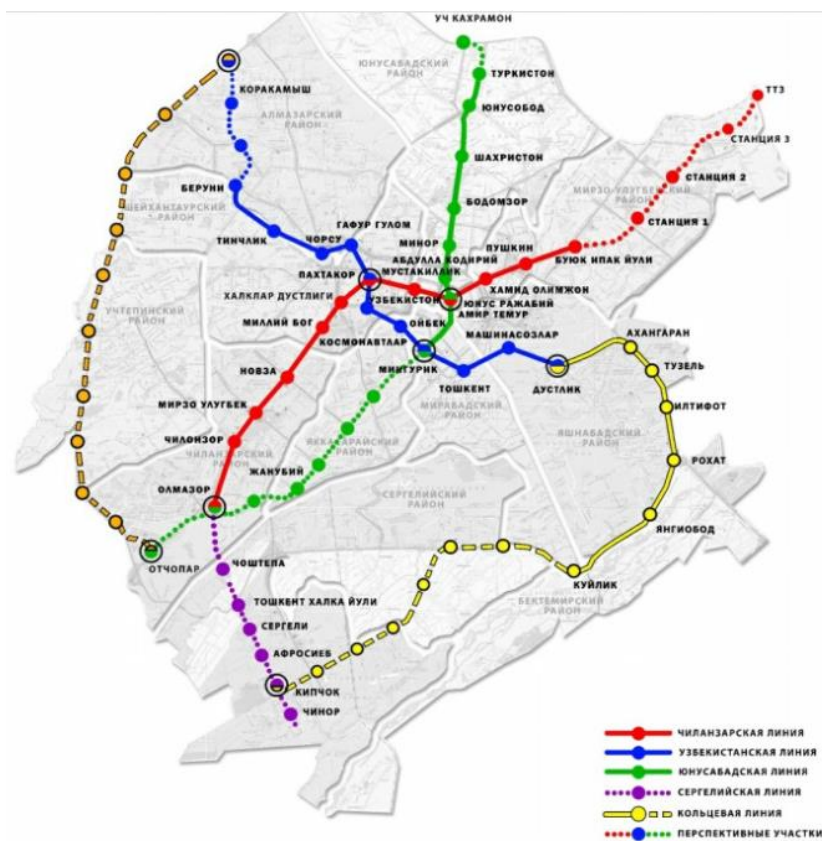 УЧ КАХРАМОН
ЮНУСАБАДСКИЙ
РАЙОН
ТУРКИСТОН
КОРАКАМЫШ
ТТЗ
ЮНУСОБОД
АЛМАЗАРСКИЙ
РАЙОН
СТАНЦИЯ 3
ШАХРИСТОН
СТАНЦИЯ 2
БЕРУНИ
МИРЗО-УЛУГБЕКСКИЙ
РАЙОН
ШЕЙХАНТАУРСКИЙ
РАЙОН
БОДОМЗОР
СТАНЦИЯ 1
ГАФУР ГУЛОМ
ТИНЧЛИК
ЧОРСУ
МИНОР
ПУШКИН
АБДУЛЛА КОДИРИЙ
БУЮК ИПАК ЙУЛИ
ПАХТАКОР
МУСТАКИЛЛИК
ХАМИД ОЛИМЖОН
ХАЛКЛАР ДУСТЛИГИ
УЗБЕКИСТОН
ЮНУС РАЖАБИЙ
АМИР ТЕМУР
УЧТЕПИНСКИЙ
РАЙОН
МИЛЛИЙ БОГ
ОЙБЕК
КОСМОНАВТЛАР
МАШИНАСОЗЛАР
АХАНГАРАН
МИНГУРИК
НОВЗА
ТОШКЕНТ
ДУСТЛИК
ТУЗЕЛЬ
МИРАБАДСКИЙ
РАЙОН
ИЛТИФОТ
МИРЗО УЛУГБЕК
ЯШНАБАДСКИЙ
РАЙОН
ЧИЛОНЗОР
ЯККАСАРАЙСКИЙ
РАЙОН
ЧИЛАНЗАРСКИЙ
РАЙОН
РОХАТ
ЖАНУБИЙ
ОЛМАЗОР
СЕРГЕЛИЙСКИЙ
РАЙОН
ЯНГИОБОД
ОТЧОПАР
ЧОШТЕПА
КУЙЛИК
ТОШКЕНТ ХАЛКА ЙУЛИ
БЕКТЕМИРСКИЙ
РАЙОН
СЕРГЕЛИ
АФРОСИЕБ
КИПЧОК
ЧИНОР
ЧИЛАНЗАРСКАЯ ЛИНИЯ
УЗБЕКИСТАНСКАЯ ЛИНИЯ
ЮНУСАБАДСКАЯ ЛИНИЯ
СЕРГЕЛИЙСКАЯ ЛИНИЯ
КОЛЬЦЕВАЯ ЛИНИЯ
ПЕРСПЕКТИВНЫЕ УЧАСТКИ